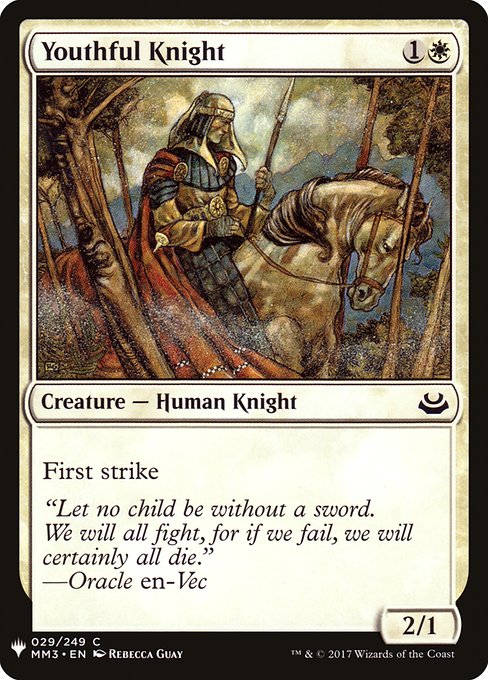 Youthful Knight 1
Creature — Human Knight
First strike
“Let no child be without a sword.
We will all fight, for if we fail, we will
certainly all die.”
—Oracle en-Vec
2/1
029/249 C
MM3 • EN Rebecca Guay
™ & © 2017 Wizards of the Coast